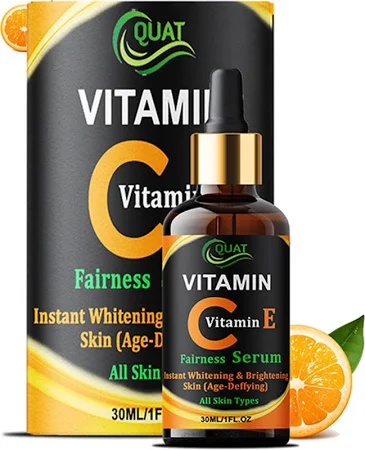 QUAT
VITAMIN
C Vitamin
Fairness
Instant Whitening
Skin (Age-D
All Skin
30ML/1F
QUAT
VITAMIN
C Vitamin E
Fairness Serum
Instant Whitening & Brightening
Skin (Age-Deffying)
All Skin Types
30ML/1FL.OZ